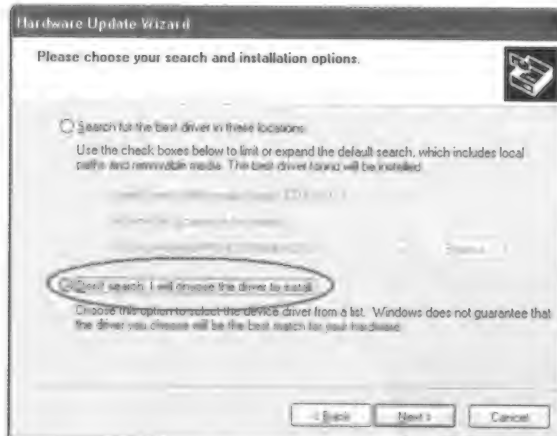 Hardware Update Wizard
Please choose your search and installation options.
Search for the best driver in these locations.
Use the check boxes below to limit or expand the default search, which includes local
paths and removable media. The best driver found will be installed.
Don't search. I will choose the driver to install.
Choose this option to select the device driver from a list. Windows does not guarantee that
the driver you choose will be the best match for your hardware.
< Back
Next >
Cancel